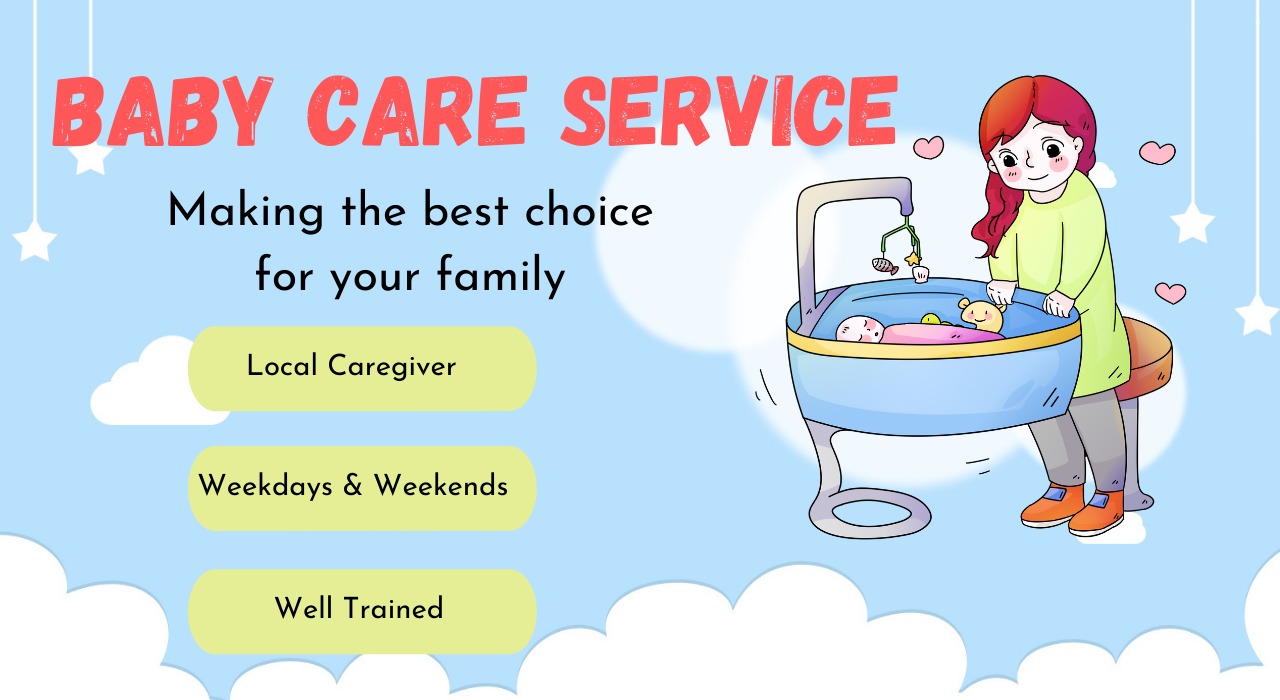 BABY CARE SERVICE
Making the best choice
for your family
Local Caregiver
Weekdays & Weekends
Well Trained